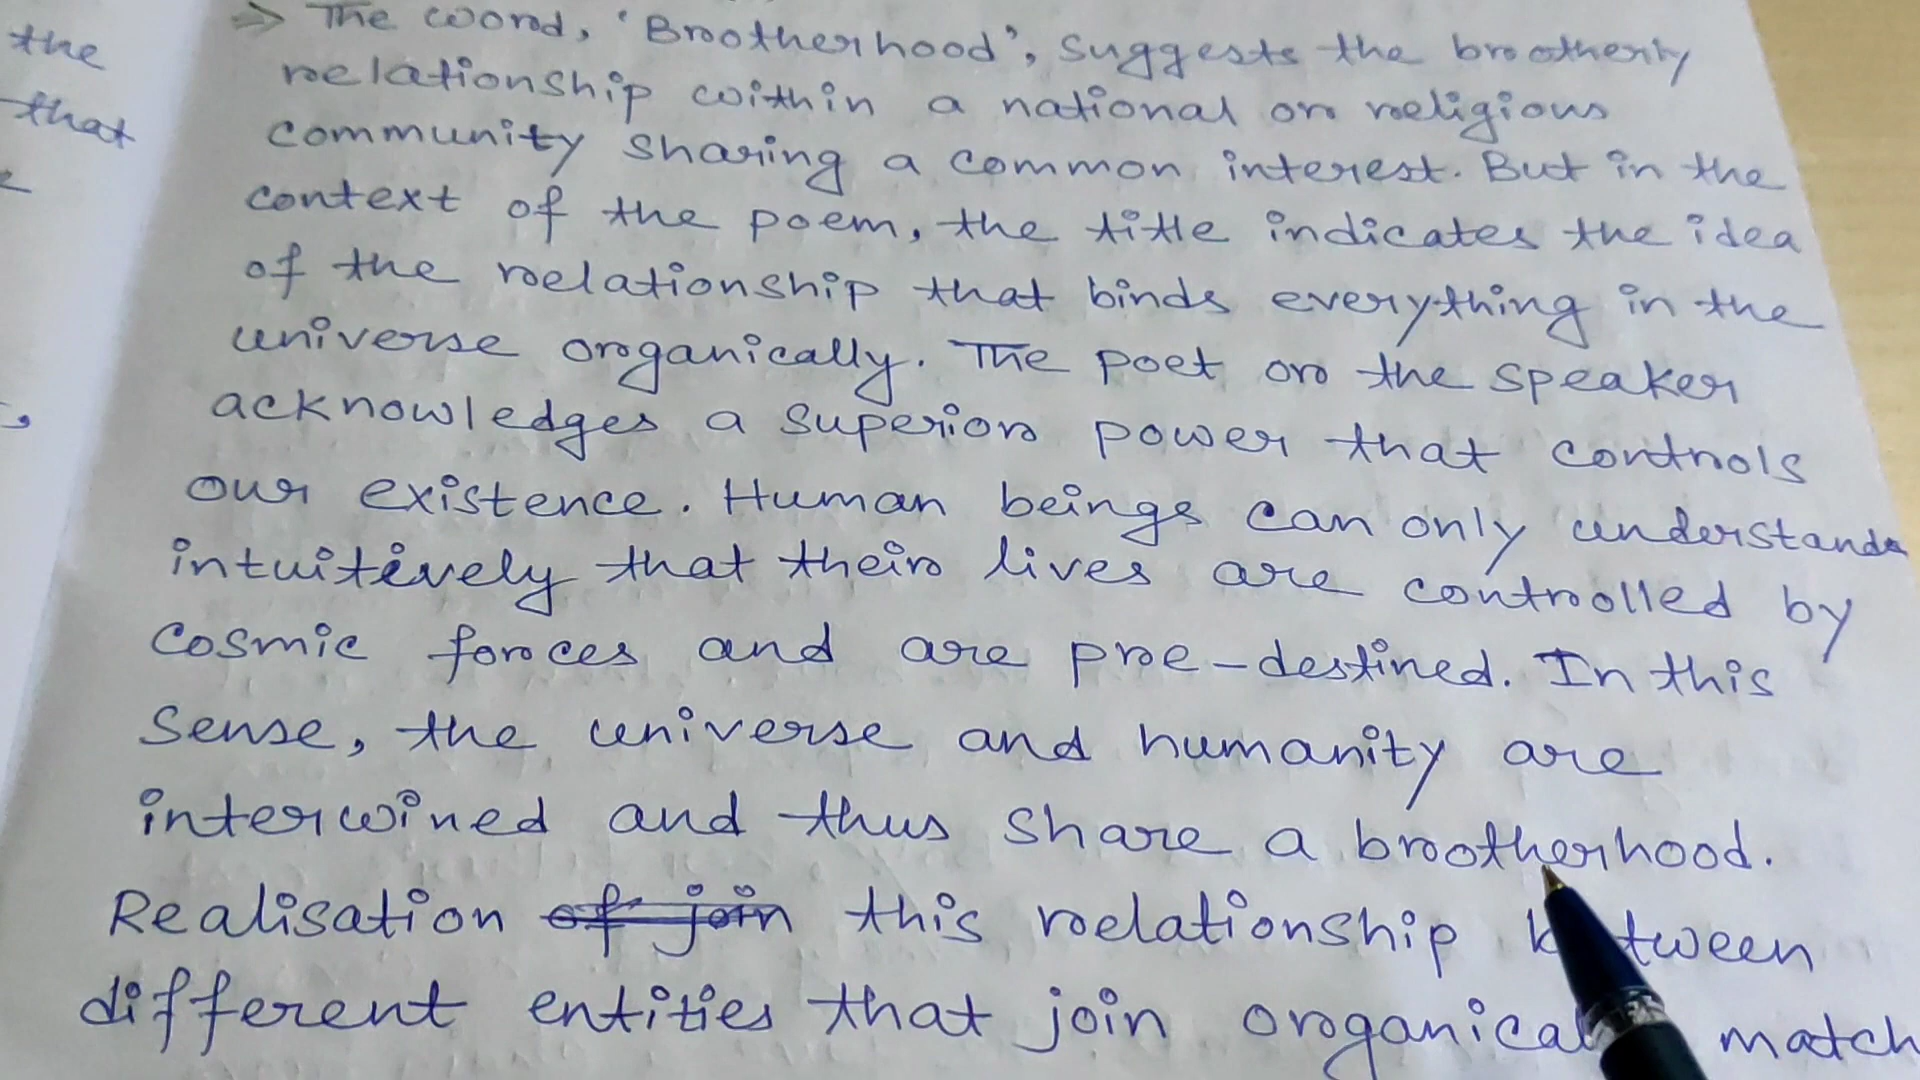 the
that
⇒ The word, 'Brotherhood', suggests the brotherly
relationship within a national or religious
community sharing a common interest. But in the
context of the poem, the title indicates the idea
of the relationship that binds everything in the
universe organically. The poet or the speaker
acknowledges a superior power that controls
our existence. Human beings can only understands
intuitively that their lives are controlled by
cosmic forces and are pre-destined. In this
sense, the universe and humanity are
interwined and thus share a brotherhood.
Realisation of join this relationship between
different entities that join organical match